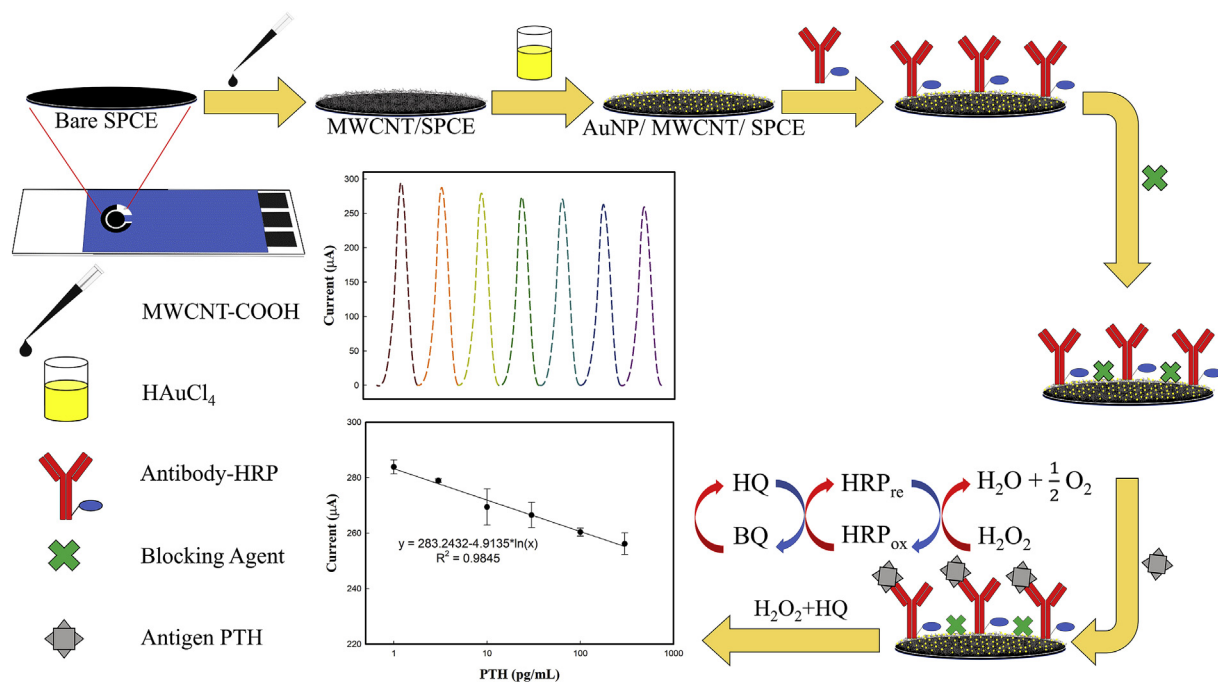 Bare SPCE
MWCNT/SPCE
AuNP/ MWCNT/ SPCE
MWCNT-COOH
HAuCl₄
Antibody-HRP
Blocking Agent
Antigen PTH
Current (µA)
300
250
200
150
100
50
0
Current (µA)
300
280
260
240
220
y = 283.2432-4.9135*ln(x)
R² = 0.9845
1 10 100 1000
PTH (pg/mL)
HQ HRPre H₂O + ½ O₂
BQ HRPox H₂O₂
H₂O₂+HQ